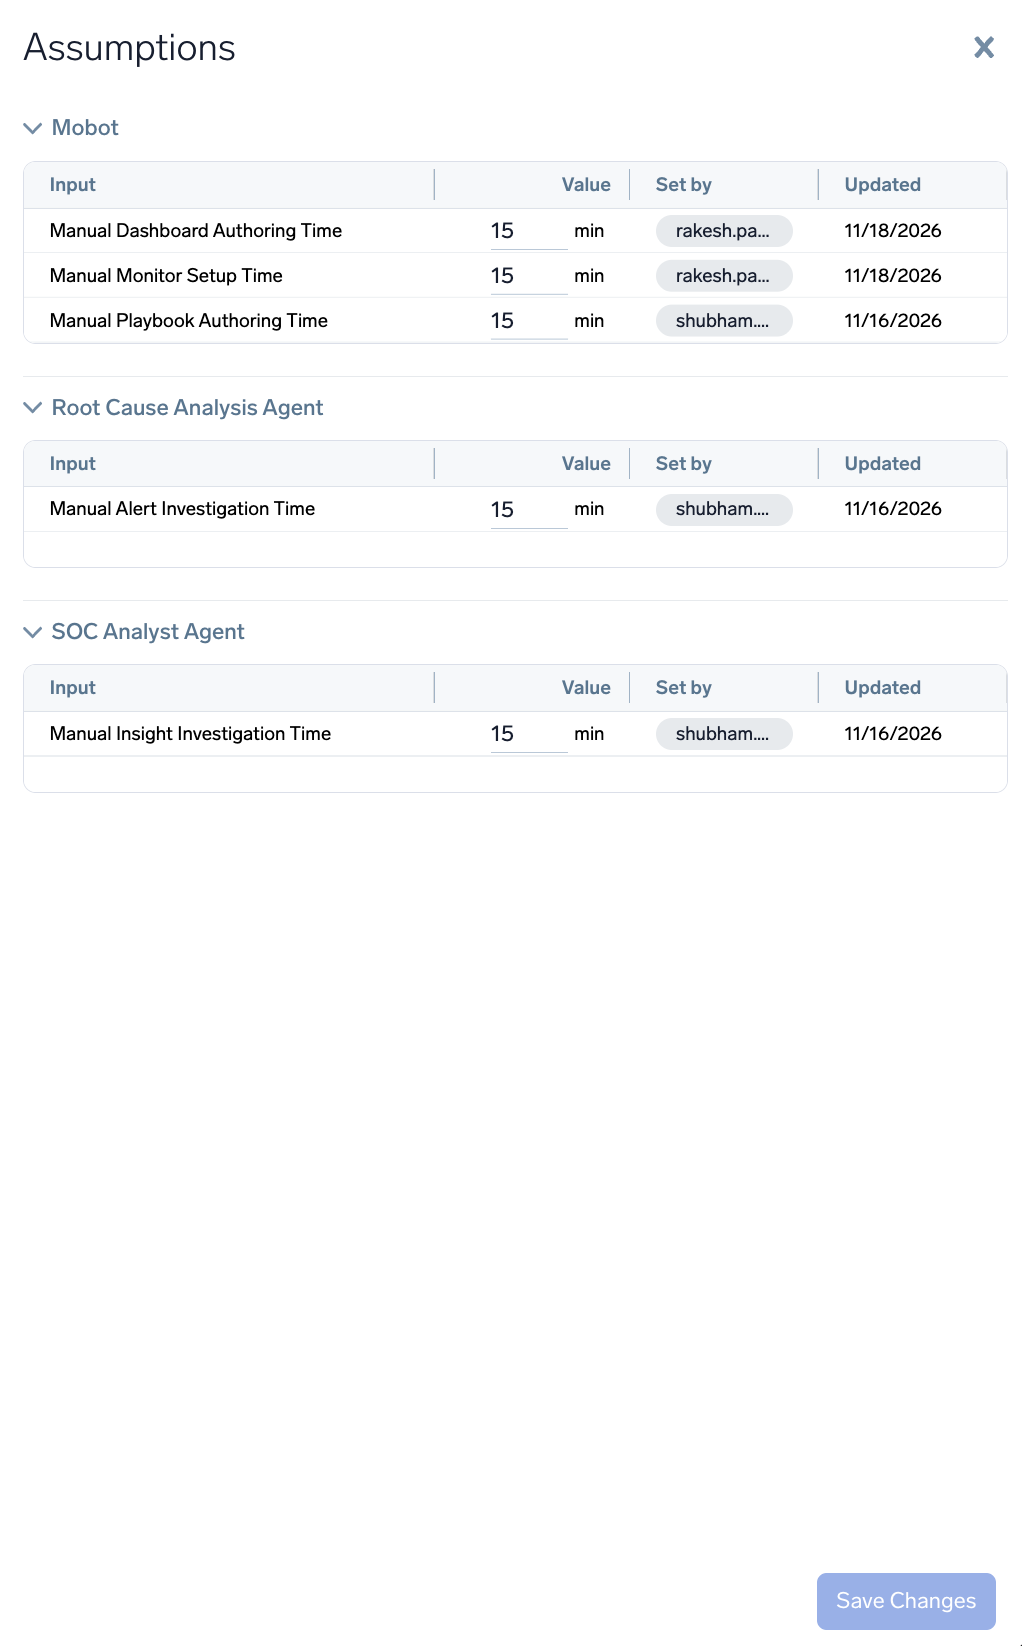 Assumptions
Mobot
Input Value Set by Updated
Manual Dashboard Authoring Time 15 min rakesh.pa... 11/18/2026
Manual Monitor Setup Time 15 min rakesh.pa... 11/18/2026
Manual Playbook Authoring Time 15 min shubham.... 11/16/2026
Root Cause Analysis Agent
Input Value Set by Updated
Manual Alert Investigation Time 15 min shubham.... 11/16/2026
SOC Analyst Agent
Input Value Set by Updated
Manual Insight Investigation Time 15 min shubham.... 11/16/2026
Save Changes